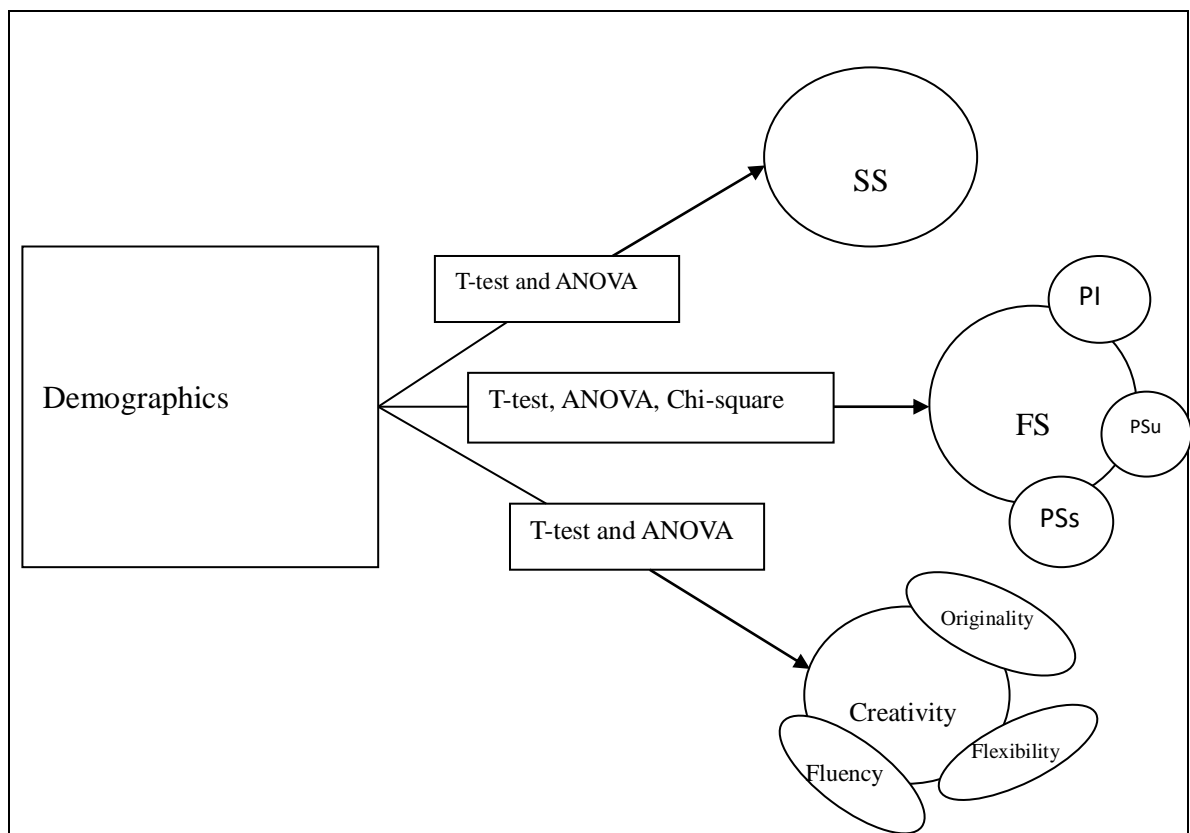 SS
T-test and ANOVA
PI
Demographics
T-test, ANOVA, Chi-square
FS
PSu
PSs
T-test and ANOVA
Originality
Creativity
Flexibility
Fluency